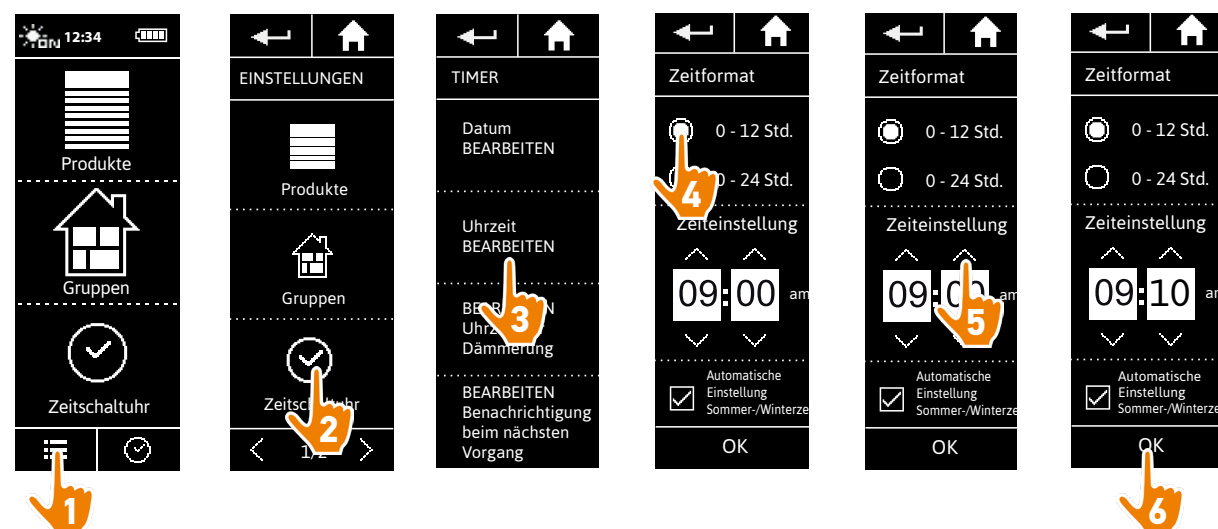 12:34
Produkte
Gruppen
Zeitschaltuhr
1
EINSTELLUNGEN
Produkte
Gruppen
2
TIMER
Datum
BEARBEITEN
Uhrzeit
BEARBEITEN
3
Dämmerung
BEARBEITEN
Benachrichtigung
beim nächsten
Vorgang
Zeitformat
0 - 12 Std.
- 24 Std.
4
Zeiteinstellung
09:00 am
Automatische
Einstellung
Sommer-/Winterze
OK
Zeitformat
0 - 12 Std.
0 - 24 Std.
Zeiteinstellung
09:
5
Automatische
Einstellung
Sommer-/Winterze
OK
Zeitformat
0 - 12 Std.
0 - 24 Std.
Zeiteinstellung
09:10
Automatische
Einstellung
Sommer-/Winterze
OK
6